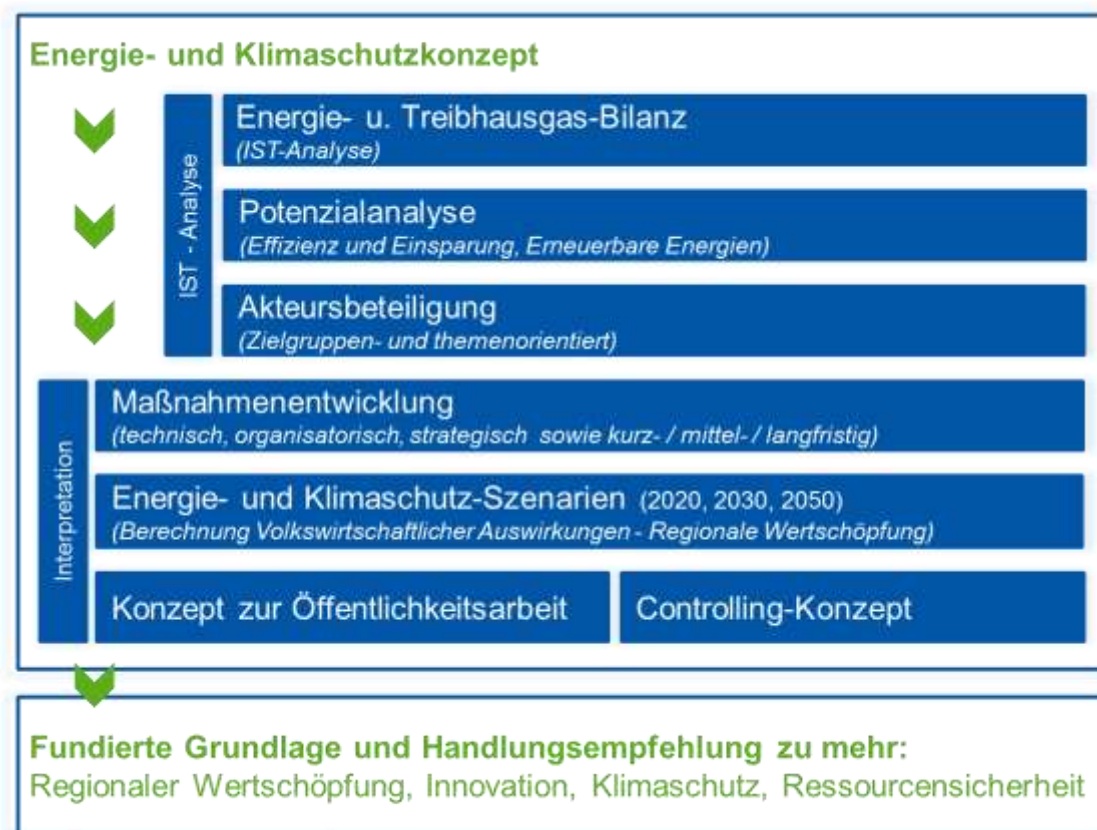 Energie- und Klimaschutzkonzept
IST - Analyse
Energie- u. Treibhausgas-Bilanz
(IST-Analyse)
Potenzialanalyse
(Effizienz und Einsparung, Erneuerbare Energien)
Akteursbeteiligung
(Zielgruppen- und themenorientiert)
Interpretation
Maßnahmenentwicklung
(technisch, organisatorisch, strategisch sowie kurz- / mittel- / langfristig)
Energie- und Klimaschutz-Szenarien (2020, 2030, 2050)
(Berechnung Volkswirtschaftlicher Auswirkungen - Regionale Wertschöpfung)
Konzept zur Öffentlichkeitsarbeit
Controlling-Konzept
Fundierte Grundlage und Handlungsempfehlung zu mehr:
Regionaler Wertschöpfung, Innovation, Klimaschutz, Ressourcensicherheit